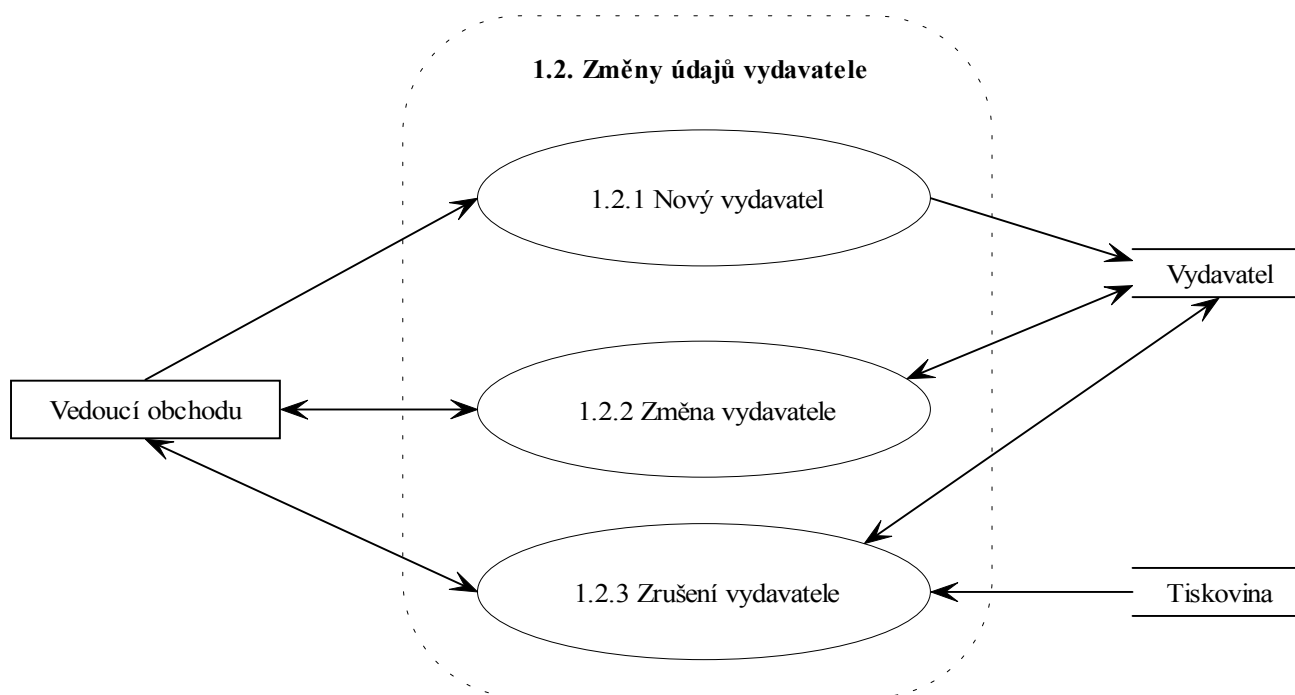 1.2. Změny údajů vydavatele
1.2.1 Nový vydavatel
Vydavatel
Vedoucí obchodu
1.2.2 Změna vydavatele
1.2.3 Zrušení vydavatele
Tiskovina